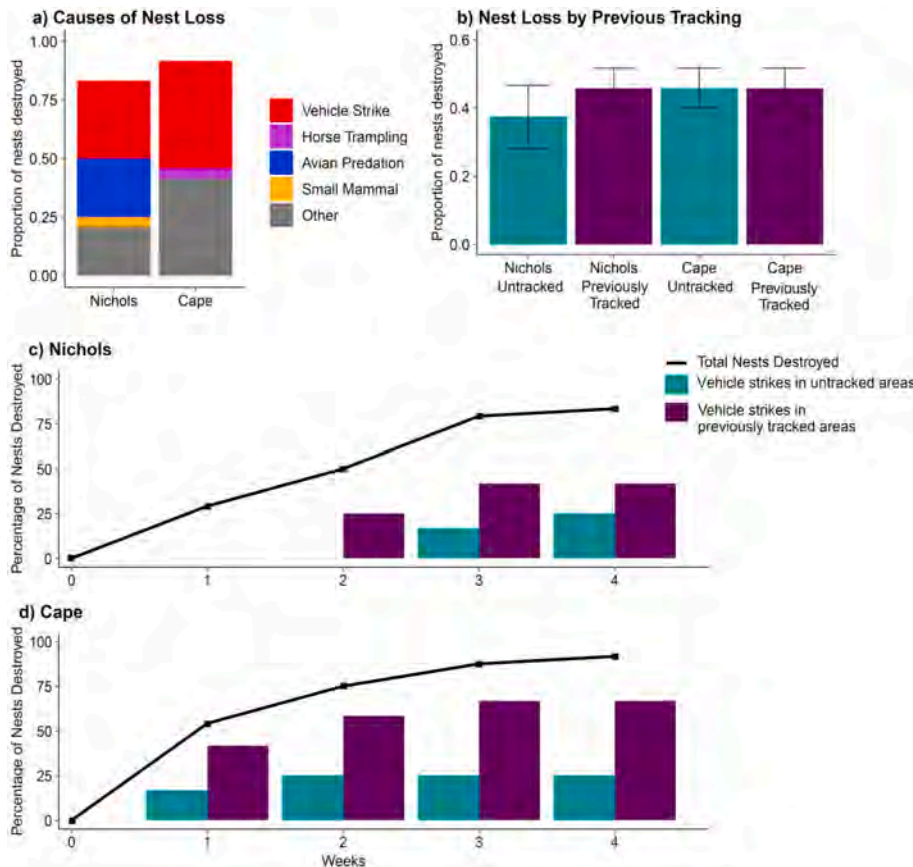 a) Causes of Nest Loss
Proportion of nests destroyed
1.00
0.75
0.50
0.25
0.00
Nichols
Cape
Vehicle Strike
Horse Trampling
Avian Predation
Small Mammal
Other
b) Nest Loss by Previous Tracking
Proportion of nests destroyed
0.6
0.4
0.2
0.0
Nichols
Untracked
Nichols
Previously
Tracked
Cape
Untracked
Cape
Previously
Tracked
c) Nichols
Percentage of Nests Destroyed
100
75
50
25
0
0
1
2
3
4
Total Nests Destroyed
Vehicle strikes in untracked areas
Vehicle strikes in
previously tracked areas
d) Cape
Percentage of Nests Destroyed
100
75
50
25
0
0
1
2
3
4
Weeks